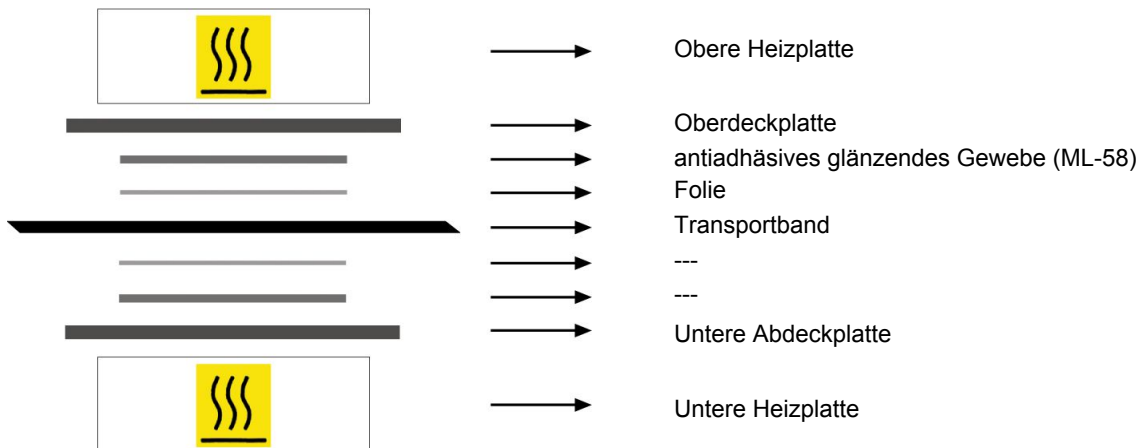 Obere Heizplatte
Oberdeckplatte
antiadhäsives glänzendes Gewebe (ML-58)
Folie
Transportband
---
---
Untere Abdeckplatte
Untere Heizplatte